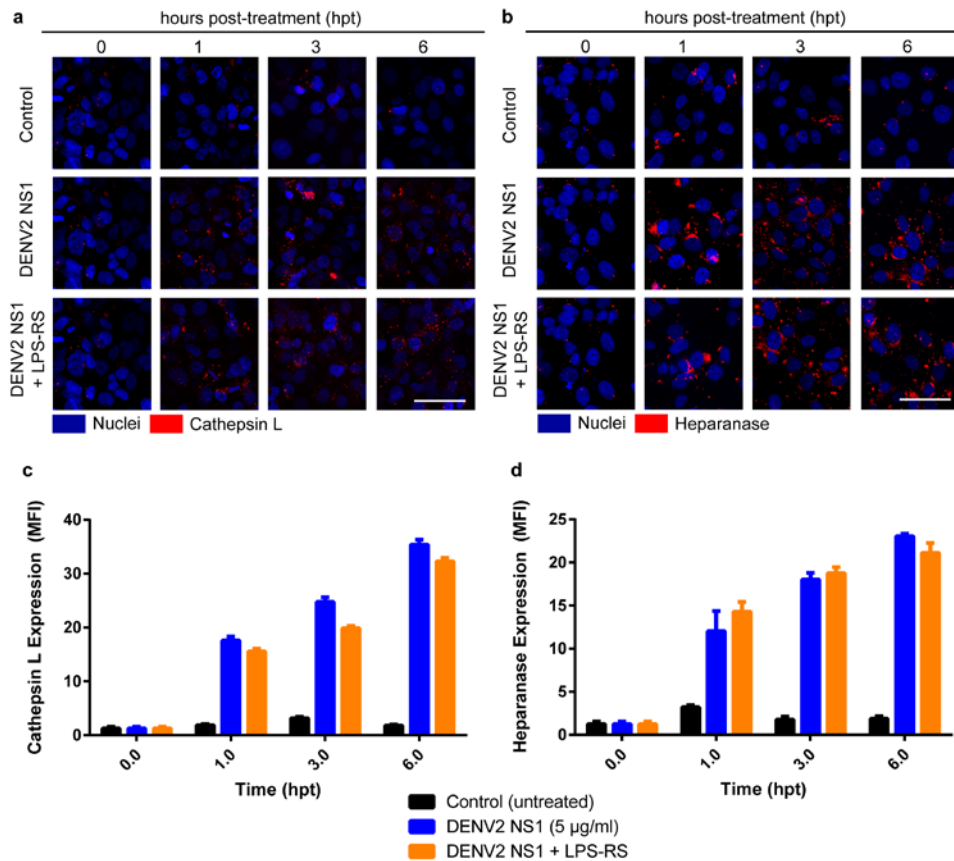 a
hours post-treatment (hpt)
0 1 3 6
Control
DENV2 NS1
DENV2 NS1
+ LPS-RS
Nuclei Cathepsin L
b
hours post-treatment (hpt)
0 1 3 6
Control
DENV2 NS1
DENV2 NS1
+ LPS-RS
Nuclei Heparanase
c
Cathepsin L Expression (MFI)
40
30
20
10
0
0.0 1.0 3.0 6.0
Time (hpt)
d
Heparanase Expression (MFI)
25
20
15
10
5
0
0.0 1.0 3.0 6.0
Time (hpt)
Control (untreated)
DENV2 NS1 (5 µg/ml)
DENV2 NS1 + LPS-RS